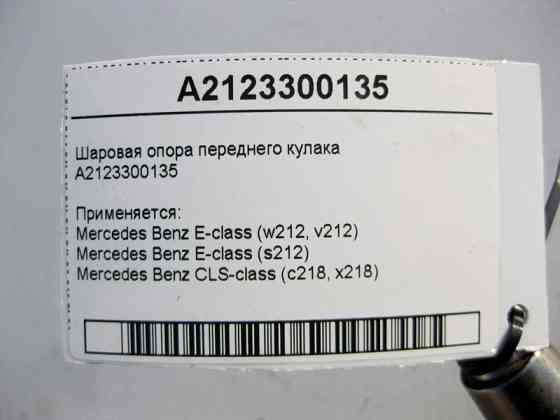 A2123300135
Шаровая опора переднего кулака
A2123300135
Применяется:
Mercedes Benz E-class (w212, v212)
Mercedes Benz E-class (s212)
Mercedes Benz CLS-class (c218, x218)